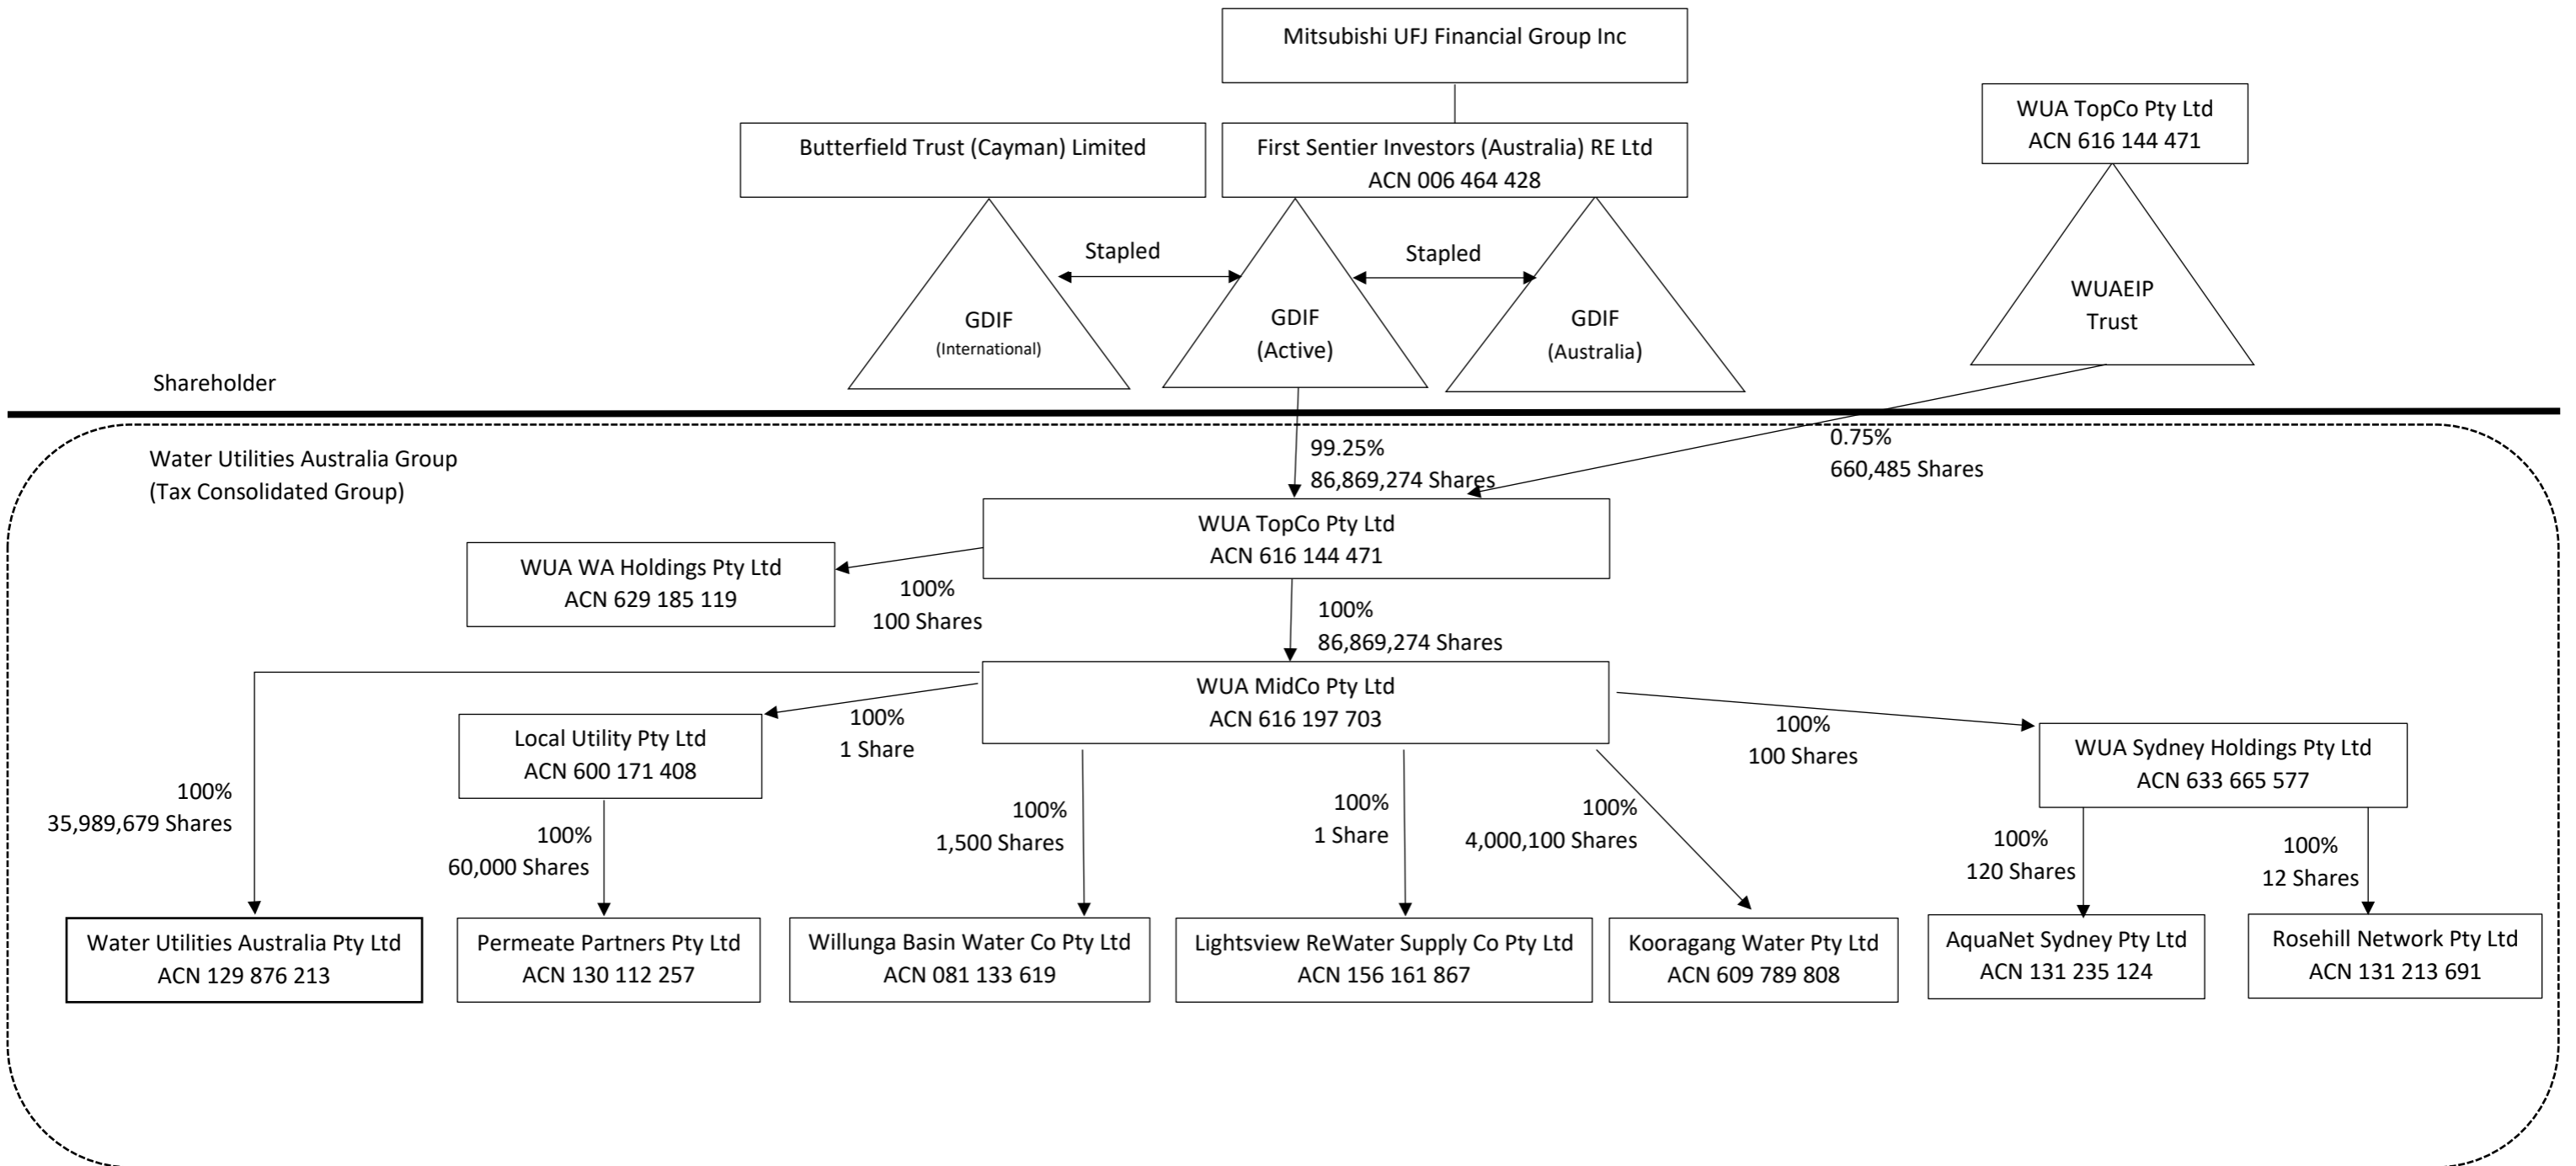 Mitsubishi UFJ Financial Group Inc
WUA TopCo Pty Ltd
ACN 616 144 471
Butterfield Trust (Cayman) Limited
First Sentier Investors (Australia) RE Ltd
ACN 006 464 428
Stapled
Stapled
GDIF
(International)
GDIF
(Active)
GDIF
(Australia)
WUAEIP
Trust
Shareholder
Water Utilities Australia Group
(Tax Consolidated Group)
99.25%
86,869,274 Shares
0.75%
660,485 Shares
WUA TopCo Pty Ltd
ACN 616 144 471
WUA WA Holdings Pty Ltd
ACN 629 185 119
100%
100 Shares
100%
86,869,274 Shares
WUA MidCo Pty Ltd
ACN 616 197 703
Local Utility Pty Ltd
ACN 600 171 408
100%
1 Share
100%
100 Shares
WUA Sydney Holdings Pty Ltd
ACN 633 665 577
100%
35,989,679 Shares
100%
60,000 Shares
100%
1,500 Shares
100%
1 Share
100%
4,000,100 Shares
100%
120 Shares
100%
12 Shares
Water Utilities Australia Pty Ltd
ACN 129 876 213
Permeate Partners Pty Ltd
ACN 130 112 257
Willunga Basin Water Co Pty Ltd
ACN 081 133 619
Lightsview ReWater Supply Co Pty Ltd
ACN 156 161 867
Kooragang Water Pty Ltd
ACN 609 789 808
AquaNet Sydney Pty Ltd
ACN 131 235 124
Rosehill Network Pty Ltd
ACN 131 213 691